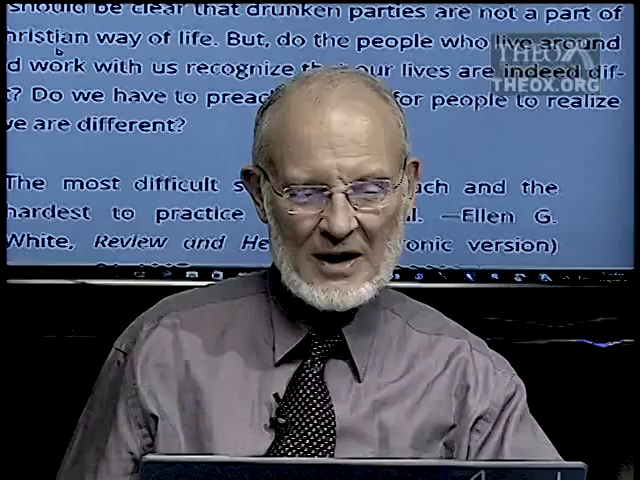 should be clear that drunken parties are not a part of
hristian way of life. But, do the people who live around
d work with us recognize our lives are indeed dif-
t? Do we have to preach for people to realize
we are different?
The most difficult ach and the
hardest to practice l. —Ellen G.
White, Review and He onic version)
THEOX
THEOX.ORG